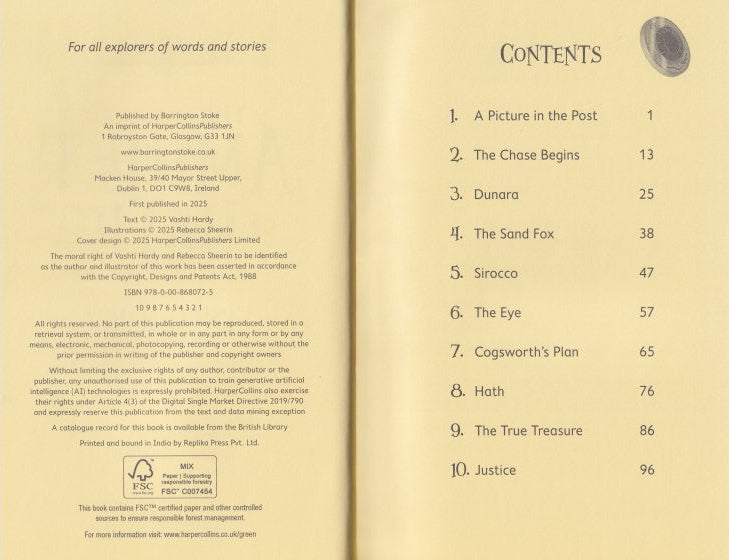 For all explorers of words and stories
Published by Barrington Stoke
An imprint of HarperCollinsPublishers
1 Robroyston Gate, Glasgow, G33 1JN
www.barringtonstoke.co.uk
HarperCollinsPublishers
Macken House, 39/40 Mayor Street Upper,
Dublin 1, DO1 C9W8, Ireland
First published in 2025
Text © 2025 Vashti Hardy
Illustrations © 2025 Rebecca Sheerin
Cover design © 2025 HarperCollinsPublishers Limited
The moral right of Vashti Hardy and Rebecca Sheerin to be identified
as the author and illustrator of this work has been asserted in accordance
with the Copyright, Designs and Patents Act, 1988
ISBN 978-0-00-868072-5
10 9 8 7 6 5 4 3 2 1
All rights reserved. No part of this publication may be reproduced, stored in a
retrieval system, or transmitted, in whole or in any part in any form or by any
means, electronic, mechanical, photocopying, recording or otherwise without the
prior permission in writing of the publisher and copyright owners
Without limiting the exclusive rights of any author, contributor or the
publisher, any unauthorised use of this publication to train generative artificial
intelligence (AI) technologies is expressly prohibited. HarperCollins also exercise
their rights under Article 4(3) of the Digital Single Market Directive 2019/790
and expressly reserve this publication from the text and data mining exception
A catalogue record for this book is available from the British Library
Printed and bound in India by Replika Press Pvt. Ltd.
FSC
www.fsc.org
MIX
Paper | Supporting
responsible forestry
FSC™ C007454
This book contains FSC™ certified paper and other controlled
sources to ensure responsible forest management.
For more information visit: www.harpercollins.co.uk/green
CONTENTS
1. A Picture in the Post 1
2. The Chase Begins 13
3. Dunara 25
4. The Sand Fox 38
5. Sirocco 47
6. The Eye 57
7. Cogsworth's Plan 65
8. Hath 76
9. The True Treasure 86
10. Justice 96